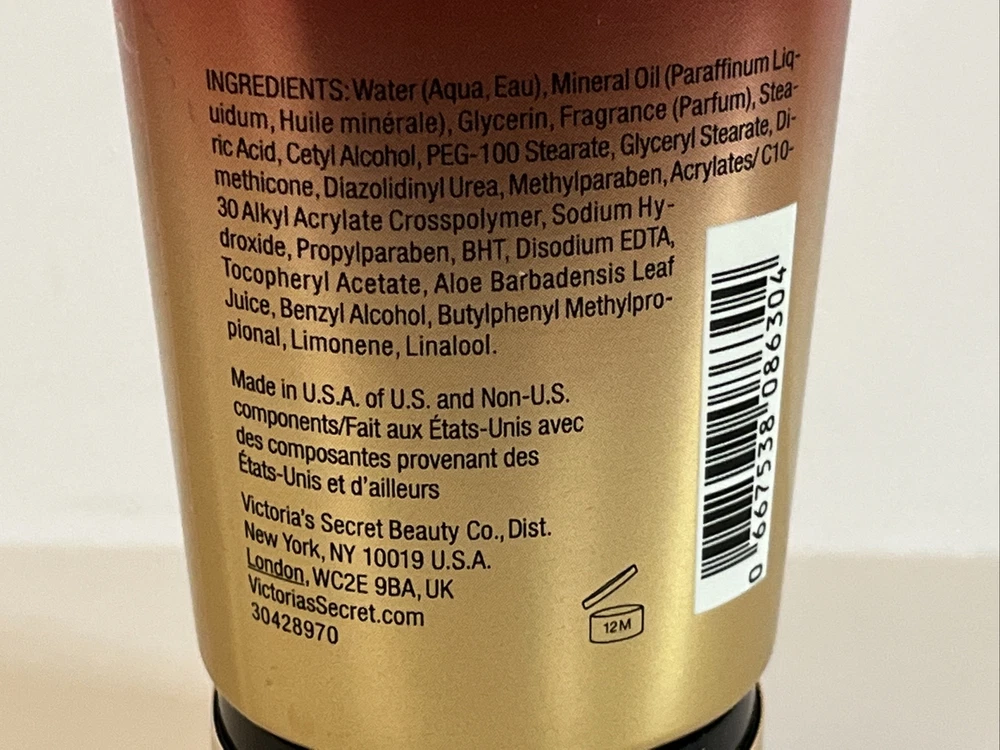 INGREDIENTS: Water (Aqua, Eau), Mineral Oil (Paraffinum Liq-
uidum, Huile minérale), Glycerin, Fragrance (Parfum), Stea-
ric Acid, Cetyl Alcohol, PEG-100 Stearate, Glyceryl Stearate, Di-
methicone, Diazolidinyl Urea, Methylparaben, Acrylates/C10-
30 Alkyl Acrylate Crosspolymer, Sodium Hy-
droxide, Propylparaben, BHT, Disodium EDTA,
Tocopheryl Acetate, Aloe Barbadensis Leaf
Juice, Benzyl Alcohol, Butylphenyl Methylpro-
pional, Limonene, Linalool.
Made in U.S.A. of U.S. and Non-U.S.
components/Fait aux États-Unis avec
des composantes provenant des
États-Unis et d'ailleurs
Victoria's Secret Beauty Co., Dist.
New York, NY 10019 U.S.A.
London, WC2E 9BA, UK
VictoriasSecret.com
30428970
12M
0 667538 086304